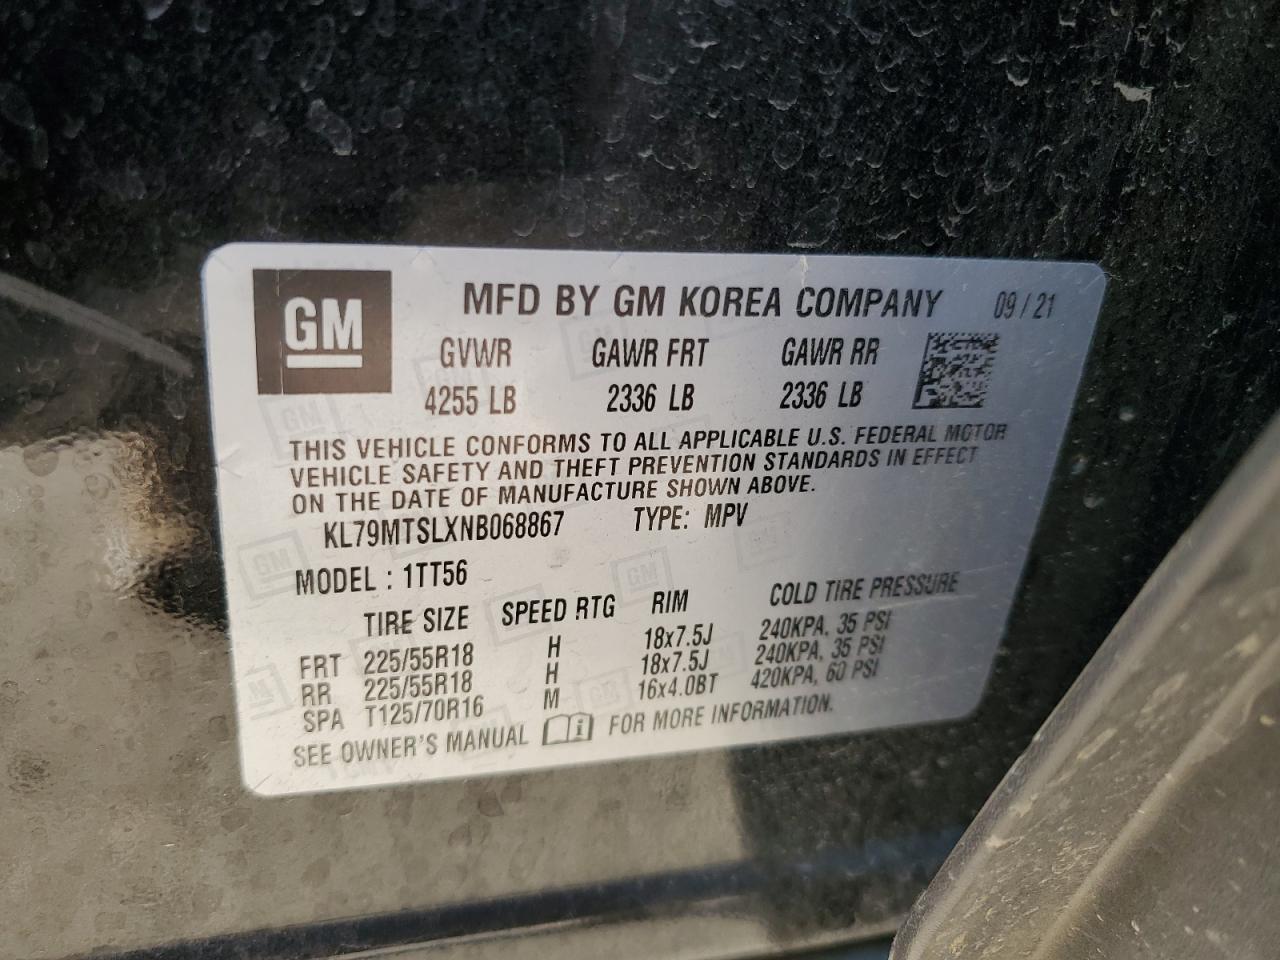 GM
MFD BY GM KOREA COMPANY 09 / 21
GVWR GAWR FRT GAWR RR
4255 LB 2336 LB 2336 LB
THIS VEHICLE CONFORMS TO ALL APPLICABLE U.S. FEDERAL MOTOR
VEHICLE SAFETY AND THEFT PREVENTION STANDARDS IN EFFECT
ON THE DATE OF MANUFACTURE SHOWN ABOVE.
KL79MTSLXNB068867 TYPE: MPV
MODEL : 1TT56
TIRE SIZE SPEED RTG RIM COLD TIRE PRESSURE
FRT 225/55R18 H 18x7.5J 240KPA, 35 PSI
RR 225/55R18 H 18x7.5J 240KPA, 35 PSI
SPA T125/70R16 M 16x4.0BT 420KPA, 60 PSI
SEE OWNER'S MANUAL i FOR MORE INFORMATION.